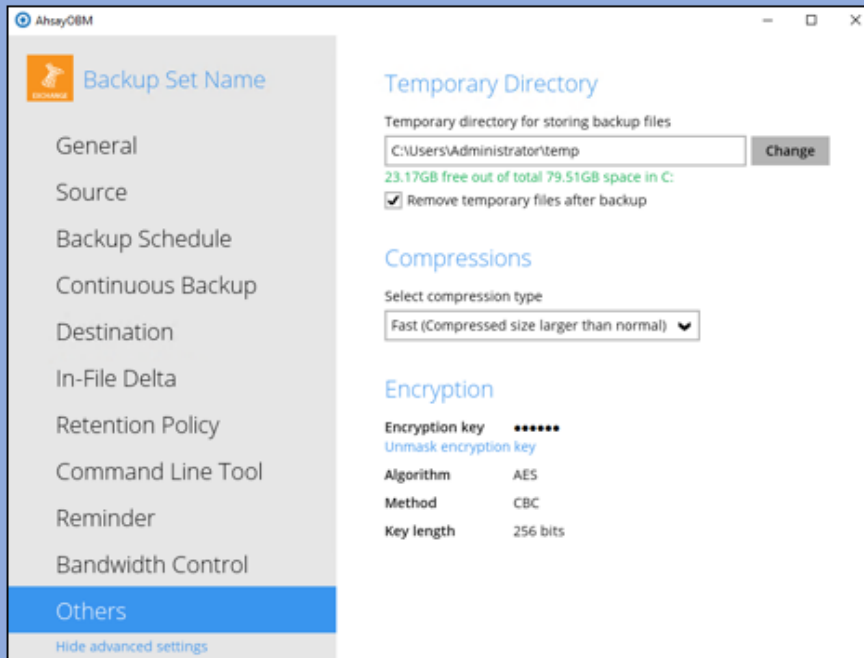 AhsayOBM
EXCHANGE
Backup Set Name
General
Source
Backup Schedule
Continuous Backup
Destination
In-File Delta
Retention Policy
Command Line Tool
Reminder
Bandwidth Control
Others
Hide advanced settings
Temporary Directory
Temporary directory for storing backup files
C:\Users\Administrator\temp Change
23.17GB free out of total 79.51GB space in C:
Remove temporary files after backup
Compressions
Select compression type
Fast (Compressed size larger than normal)
Encryption
Encryption key ••••••
Unmask encryption key
Algorithm AES
Method CBC
Key length 256 bits